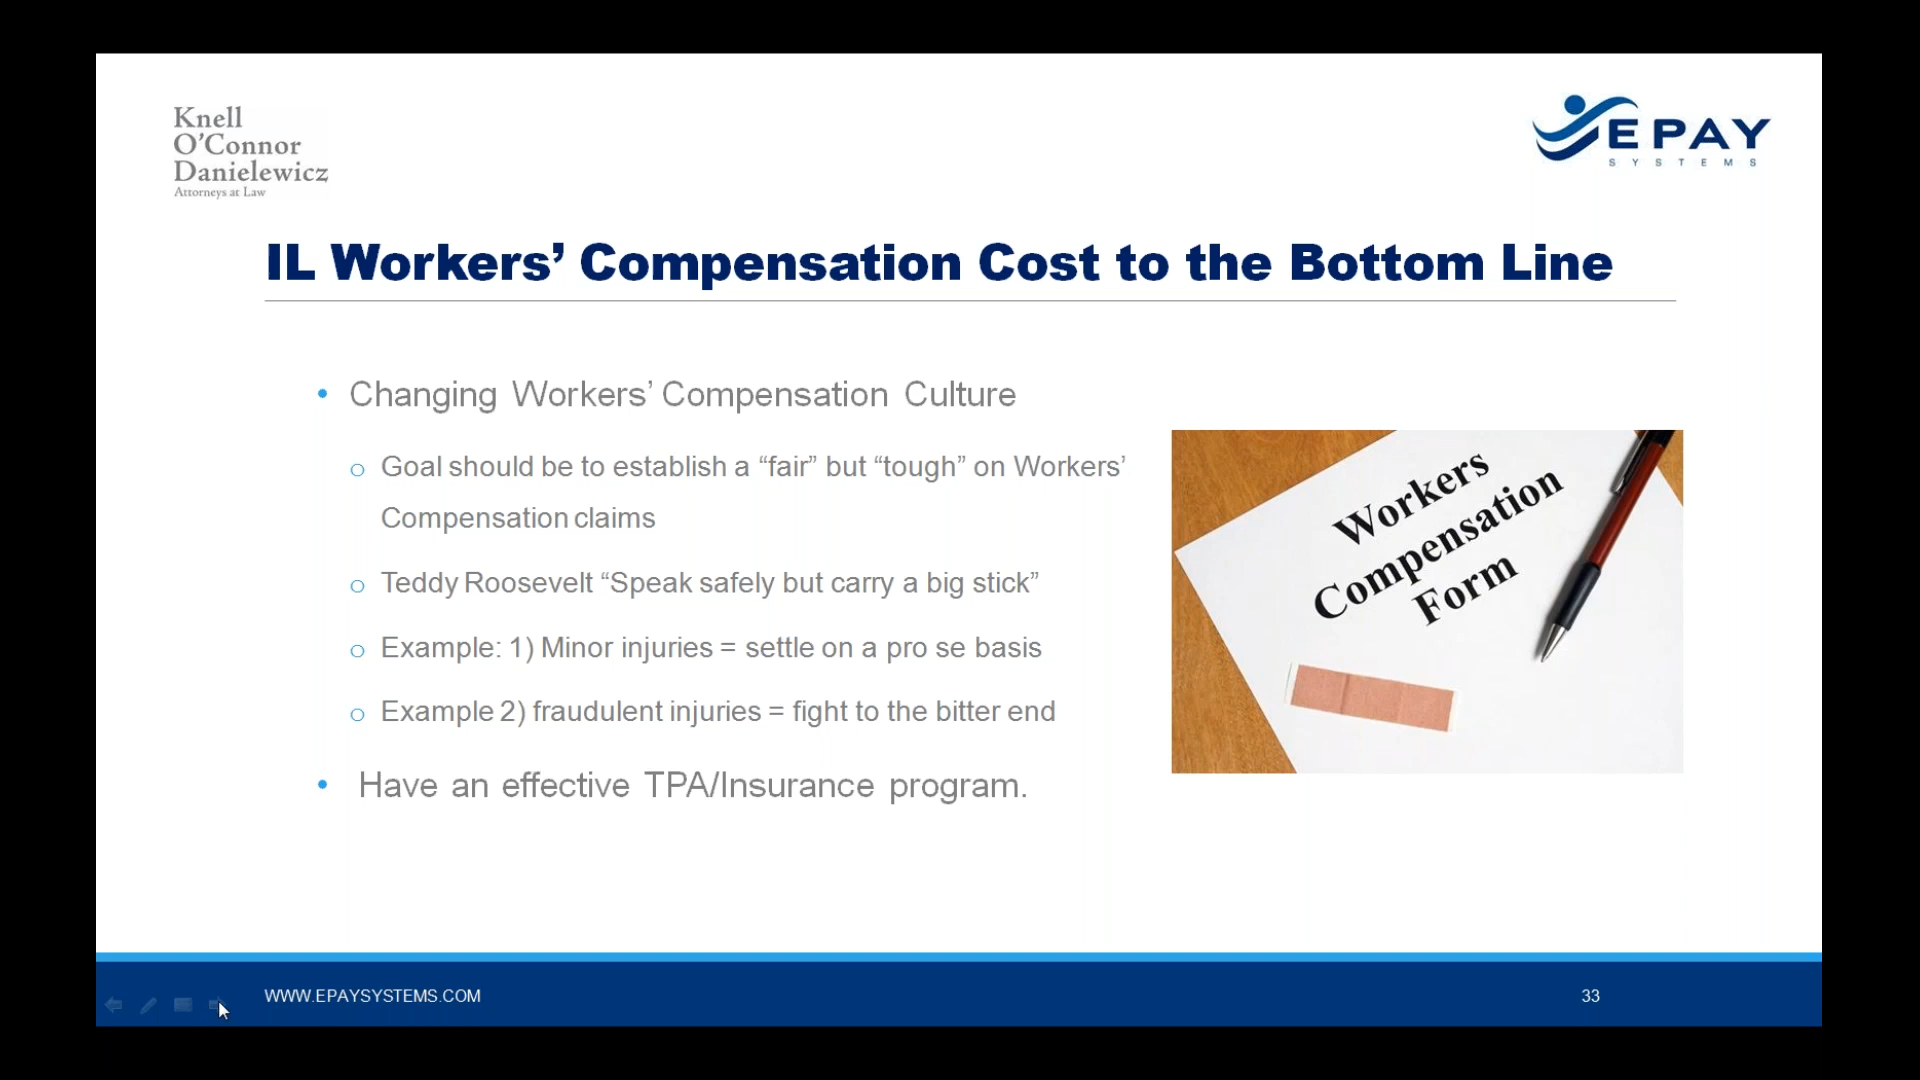 Knell
O’Connor
Danielewicz
Attorneys at Law
EPAY
SYSTEMS
IL Workers’ Compensation Cost to the Bottom Line
• Changing Workers’ Compensation Culture
o Goal should be to establish a “fair” but “tough” on Workers’
Compensation claims
o Teddy Roosevelt “Speak safely but carry a big stick”
o Example: 1) Minor injuries = settle on a pro se basis
o Example 2) fraudulent injuries = fight to the bitter end
• Have an effective TPA/Insurance program.
Workers
Compensation
Form
WWW.EPAYSYSTEMS.COM
33